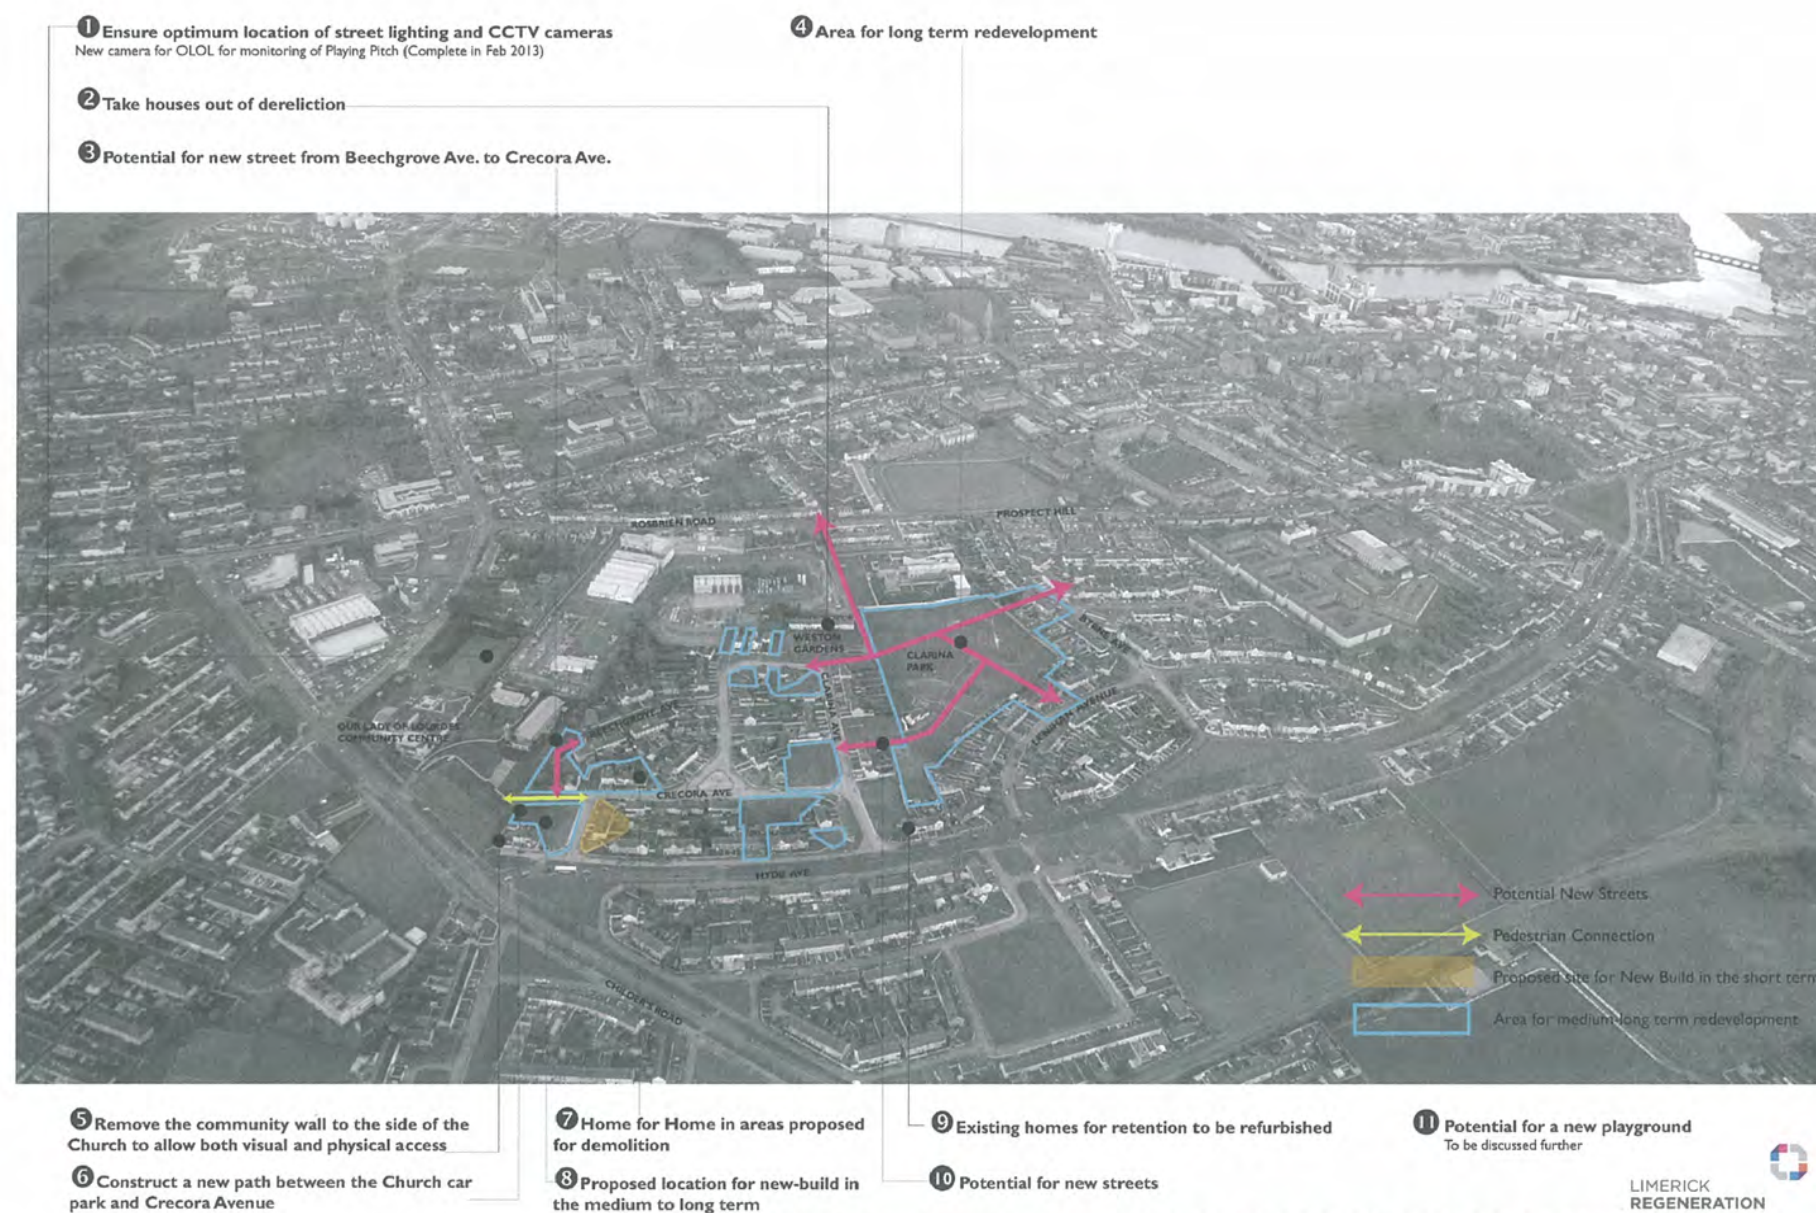 1 Ensure optimum location of street lighting and CCTV cameras
New camera for OLOL for monitoring of Playing Pitch (Complete in Feb 2013)
2 Take houses out of dereliction
3 Potential for new street from Beechgrove Ave. to Crecora Ave.
4 Area for long term redevelopment
ROSBRIEN ROAD
PROSPECT HILL
WESTON
GARDENS
CLARINA
PARK
BYRNE AVE
CLARINA AVE
LENIHAN AVENUE
BEECHGROVE AVE
OUR LADY OF LOURDES
COMMUNITY CENTRE
CRECORA AVE
HYDE AVE
CHILDER'S ROAD
Potential New Streets
Pedestrian Connection
Proposed site for New Build in the short term
Area for medium-long term redevelopment
5 Remove the community wall to the side of the
Church to allow both visual and physical access
6 Construct a new path between the Church car
park and Crecora Avenue
7 Home for Home in areas proposed
for demolition
8 Proposed location for new-build in
the medium to long term
9 Existing homes for retention to be refurbished
10 Potential for new streets
11 Potential for a new playground
To be discussed further
LIMERICK
REGENERATION